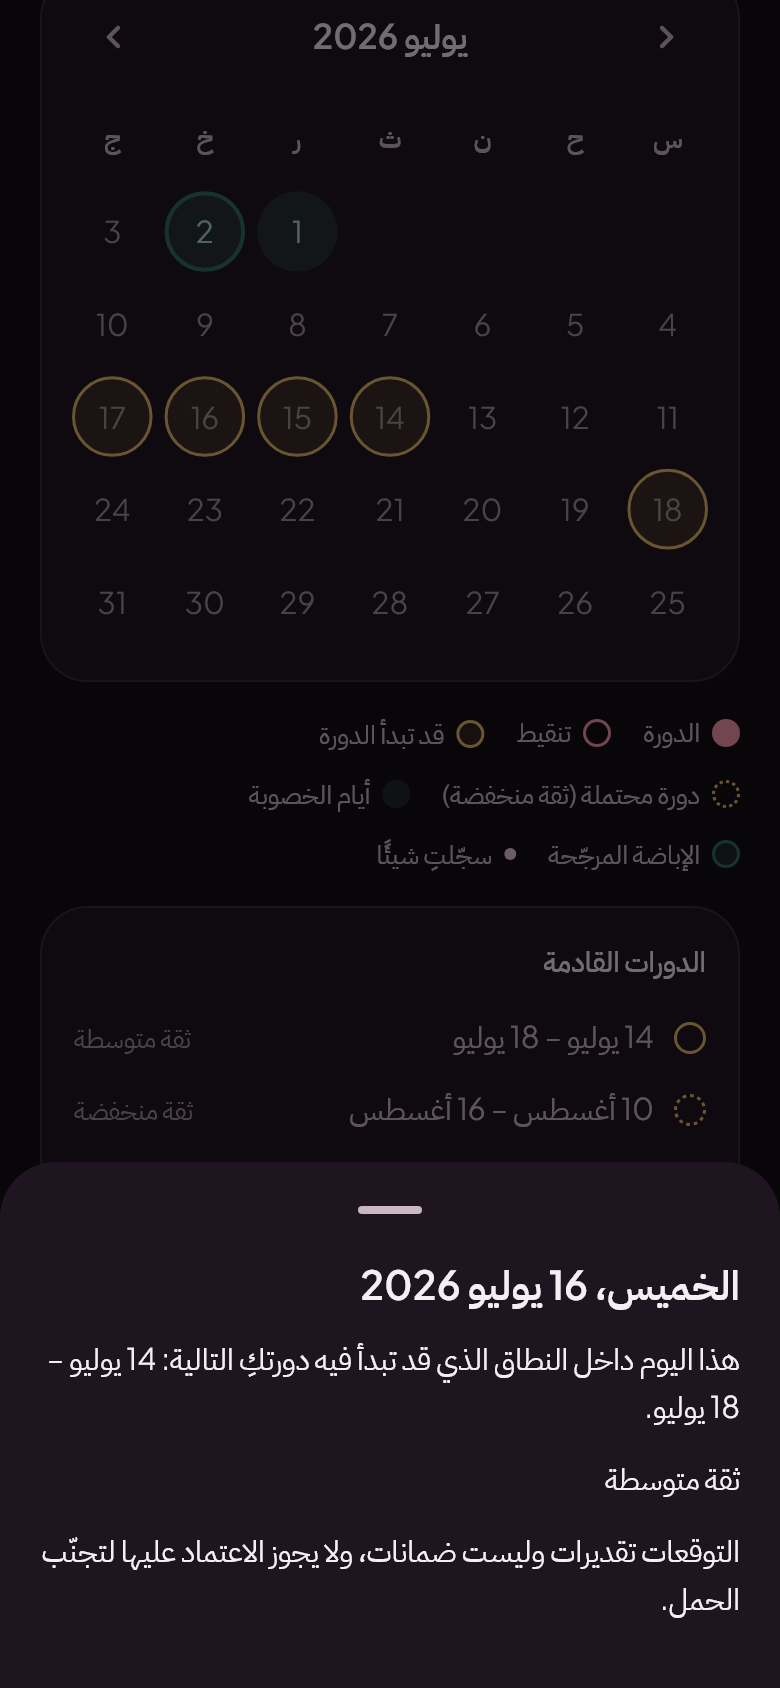 يوليو 2026
س ح ن ث ر خ ج
1 2 3
4 5 6 7 8 9 10
11 12 13 14 15 16 17
18 19 20 21 22 23 24
25 26 27 28 29 30 31
الدورة تنقيط قد تبدأ الدورة
دورة محتملة (ثقة منخفضة) أيام الخصوبة
الإباضة المرجّحة سجّلتِ شيئًا
الدورات القادمة
14 يوليو – 18 يوليو ثقة متوسطة
10 أغسطس – 16 أغسطس ثقة منخفضة
الخميس، 16 يوليو 2026
هذا اليوم داخل النطاق الذي قد تبدأ فيه دورتكِ التالية: 14 يوليو –
18 يوليو.
ثقة متوسطة
التوقعات تقديرات وليست ضمانات، ولا يجوز الاعتماد عليها لتجنّب
الحمل.